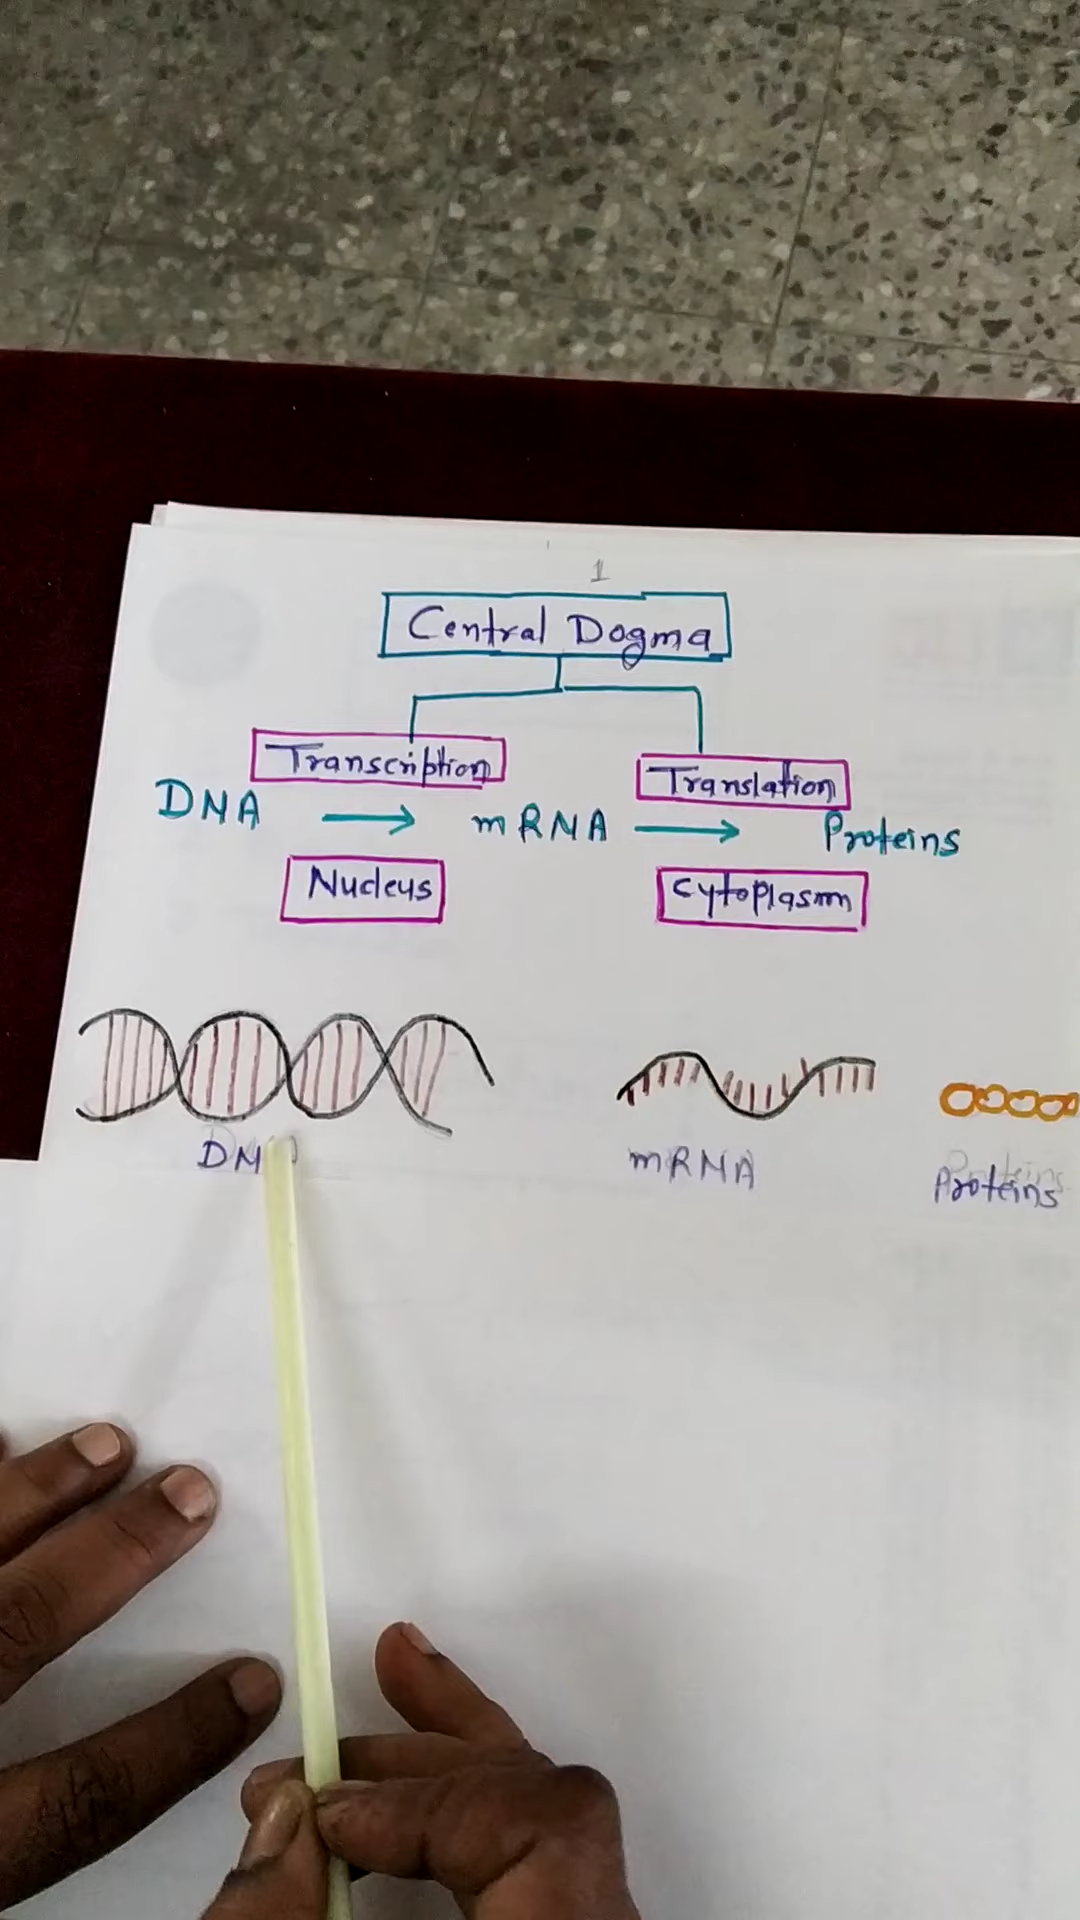 1
Central Dogma
Transcription
Translation
DNA → mRNA → Proteins
Nucleus
Cytoplasm
mRNA
Proteins